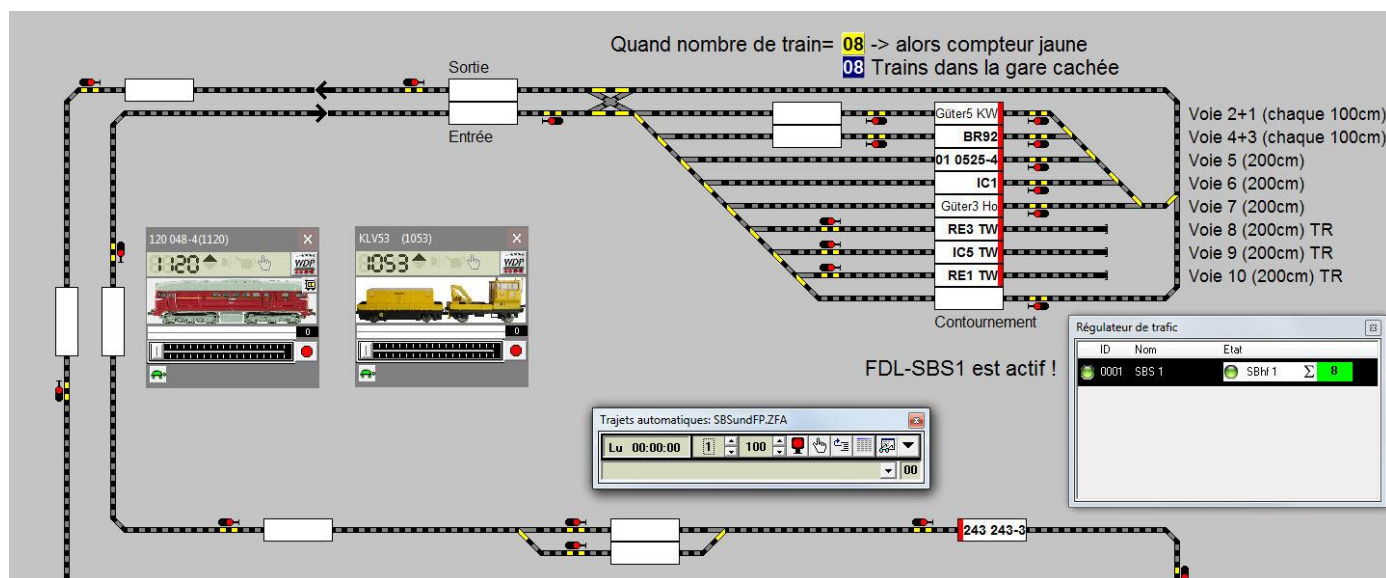 Quand nombre de train= 08 -> alors compteur jaune
08 Trains dans la gare cachée
Sortie
Entrée
Güter5 KW
BR92
01 0525-4
IC1
Güter3 Ho
RE3 TW
IC5 TW
RE1 TW
Contournement
Voie 2+1 (chaque 100cm)
Voie 4+3 (chaque 100cm)
Voie 5 (200cm)
Voie 6 (200cm)
Voie 7 (200cm)
Voie 8 (200cm) TR
Voie 9 (200cm) TR
Voie 10 (200cm) TR
120 048-4(1120)
1120
WDP
0
KLV53 (1053)
1053
WDP
0
FDL-SBS1 est actif !
Régulateur de trafic
ID Nom Etat
0001 SBS 1 SBhf 1 Σ 8
Trajets automatiques: SBSundFP.ZFA
Lu 00:00:00 1 100
00
243 243-3